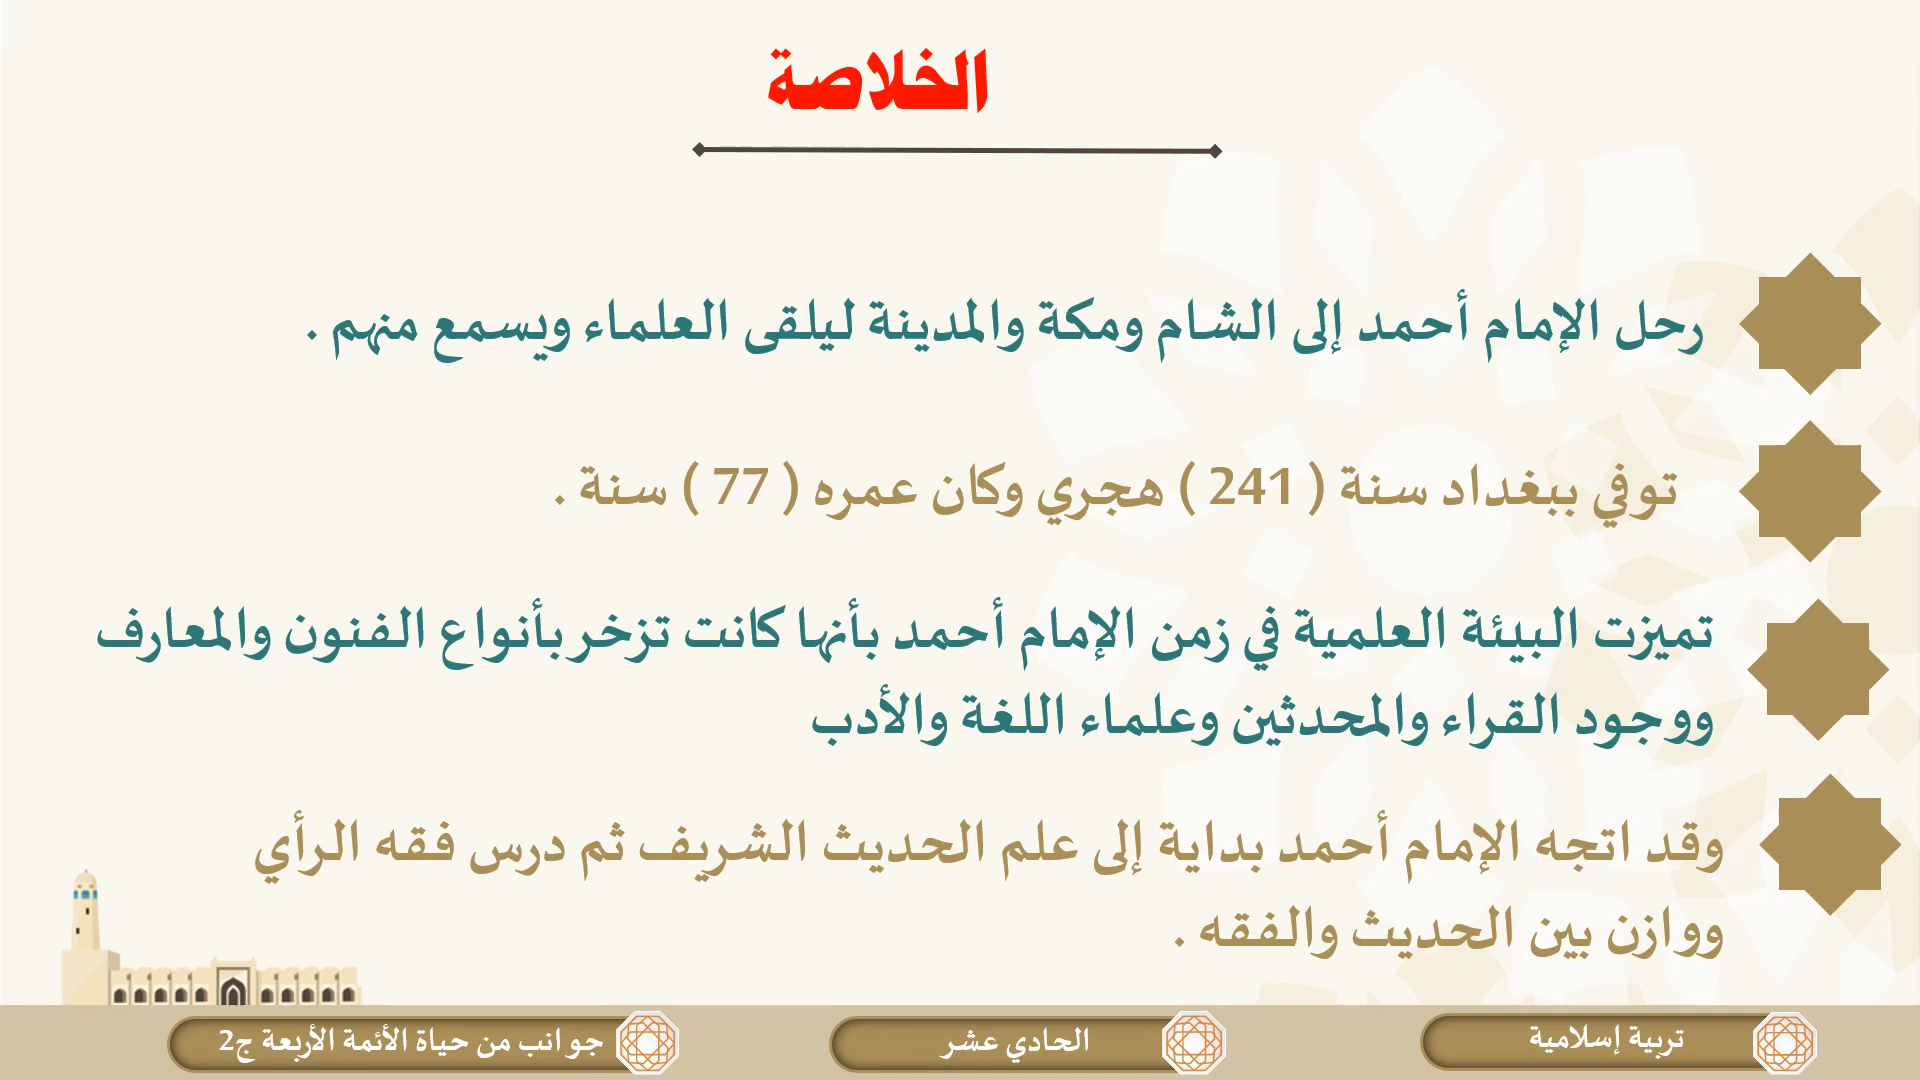 الخلاصة
رحل الإمام أحمد إلى الشام ومكة والمدينة ليلقى العلماء ويسمع منهم .
توفي ببغداد سنة ( 241 ) هجري وكان عمره ( 77 ) سنة .
تميزت البيئة العلمية في زمن الإمام أحمد بأنها كانت تزخر بأنواع الفنون والمعارف
ووجود القراء والمحدثين وعلماء اللغة والأدب
وقد اتجه الإمام أحمد بداية إلى علم الحديث الشريف ثم درس فقه الرأي
ووازن بين الحديث والفقه .
تربية إسلامية
الحادي عشر
جوانب من حياة الأئمة الأربعة ج2